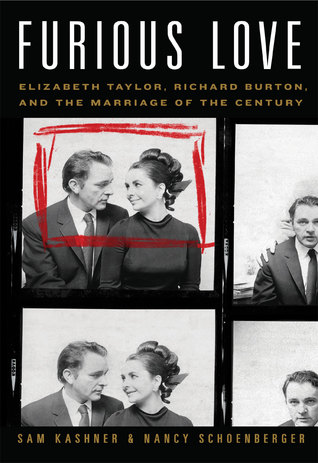 FURIOUS LOVE
ELIZABETH TAYLOR, RICHARD BURTON,
AND THE MARRIAGE OF THE CENTURY
SAM KASHNER & NANCY SCHOENBERGER